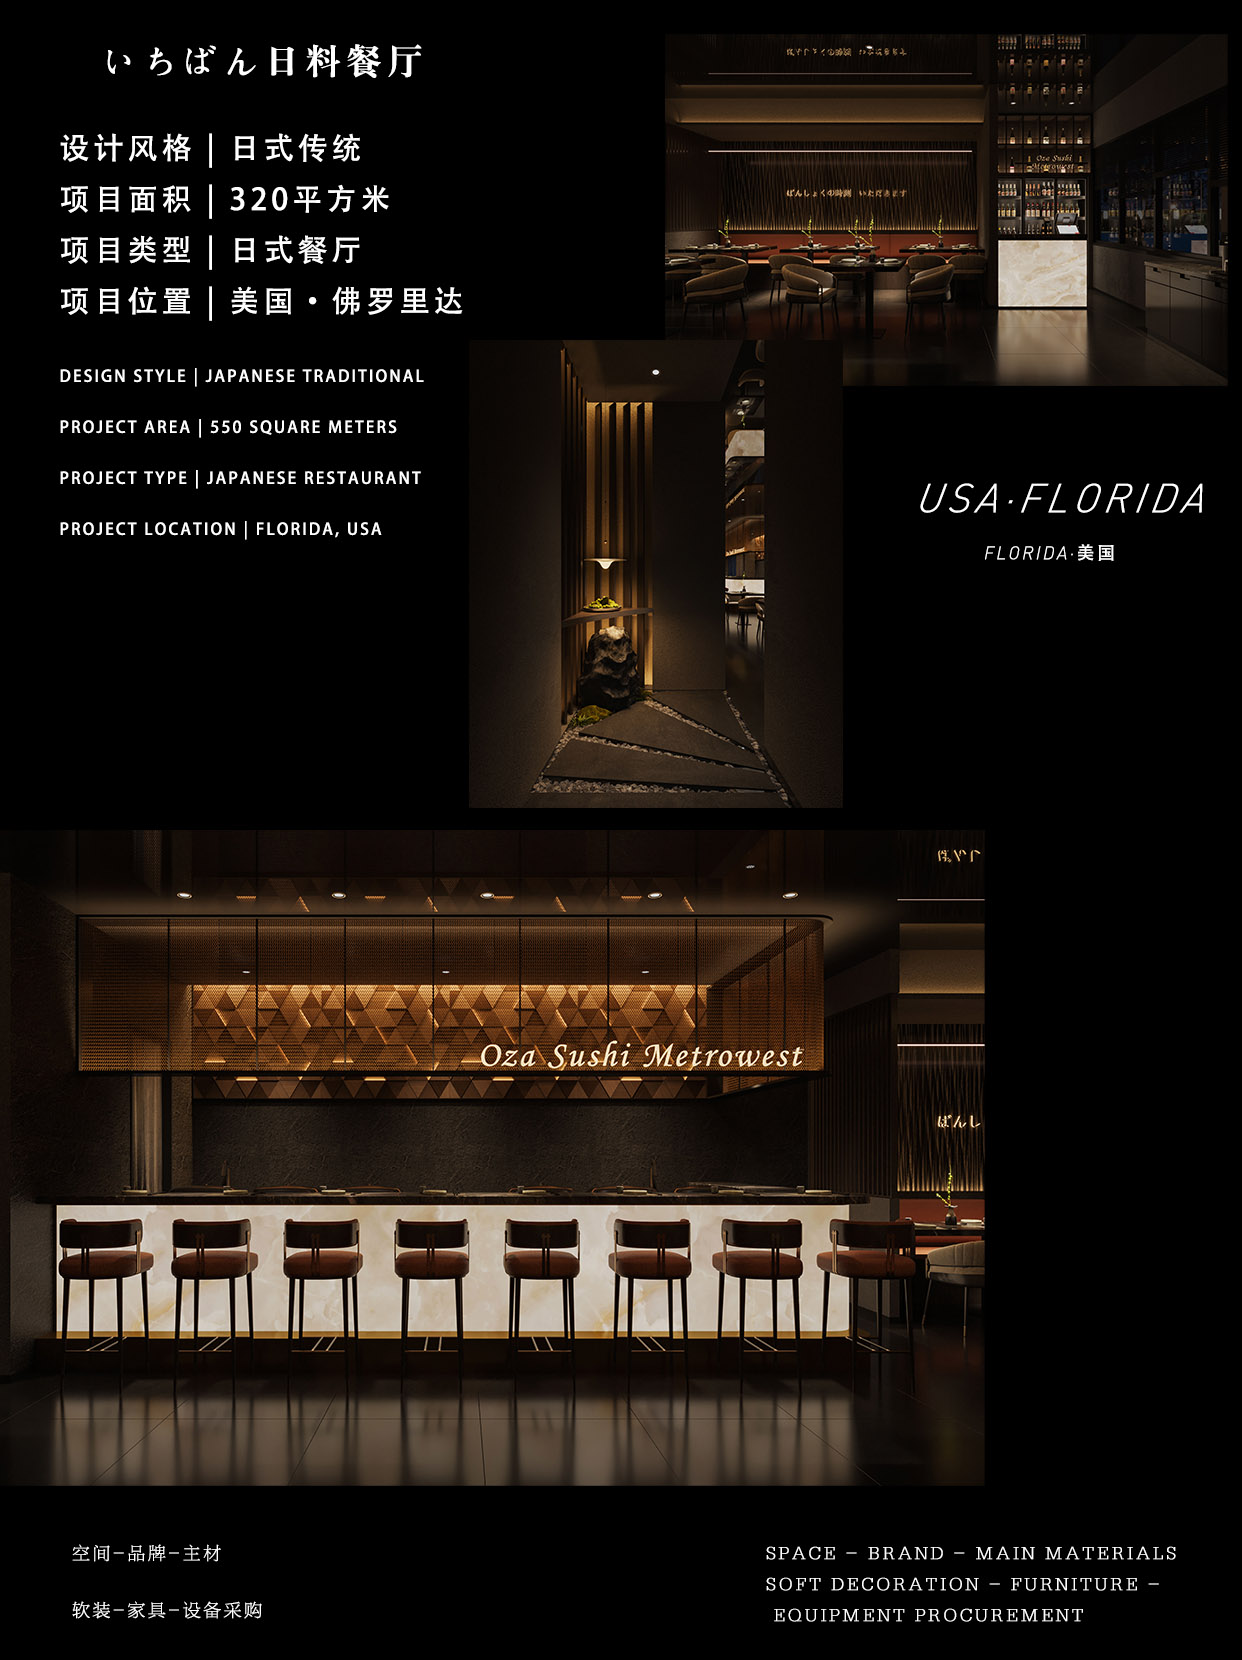 いちばん日料餐厅
设计风格 | 日式传统
项目面积 | 320平方米
项目类型 | 日式餐厅
项目位置 | 美国·佛罗里达
DESIGN STYLE | JAPANESE TRADITIONAL
PROJECT AREA | 550 SQUARE METERS
PROJECT TYPE | JAPANESE RESTAURANT
PROJECT LOCATION | FLORIDA, USA
Oza Sushi
Metrowest
ばんしょくの時刻 いただきます
USA·FLORIDA
FLORIDA·美国
Oza Sushi Metrowest
ばんし
空间-品牌-主材
软装-家具-设备采购
SPACE - BRAND - MAIN MATERIALS
SOFT DECORATION - FURNITURE -
EQUIPMENT PROCUREMENT